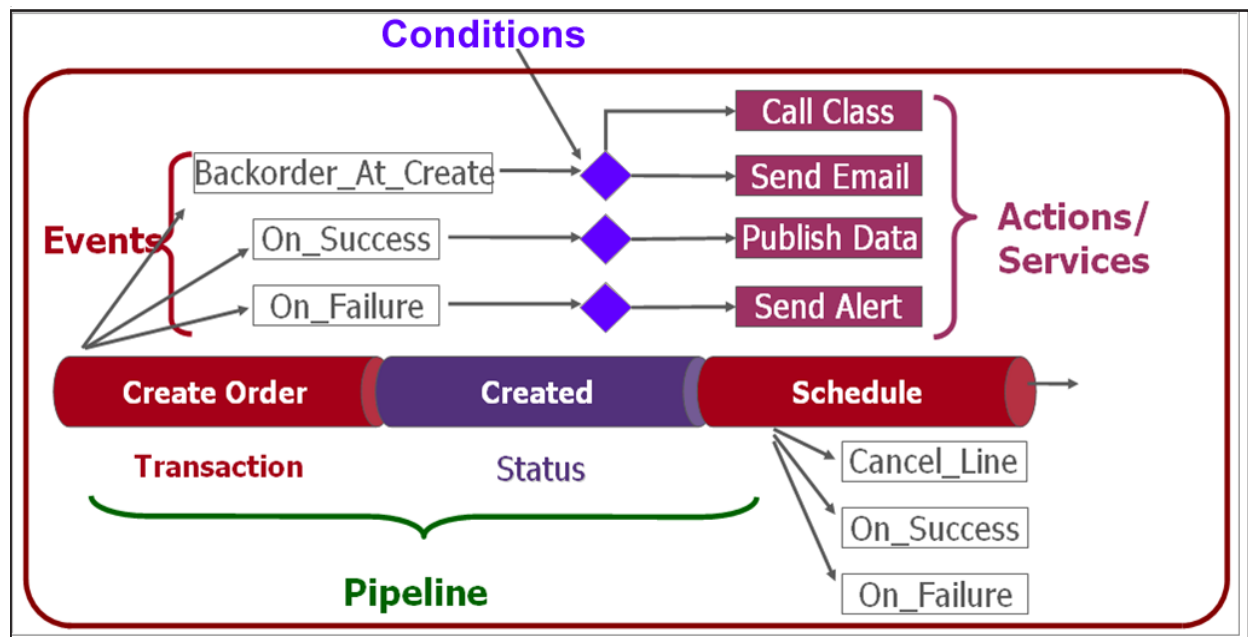 Conditions
Call Class
Backorder_At_Create
Send Email
Events
On_Success
Publish Data
Actions/
Services
On_Failure
Send Alert
Create Order
Created
Schedule
Transaction
Status
Cancel_Line
On_Success
Pipeline
On_Failure